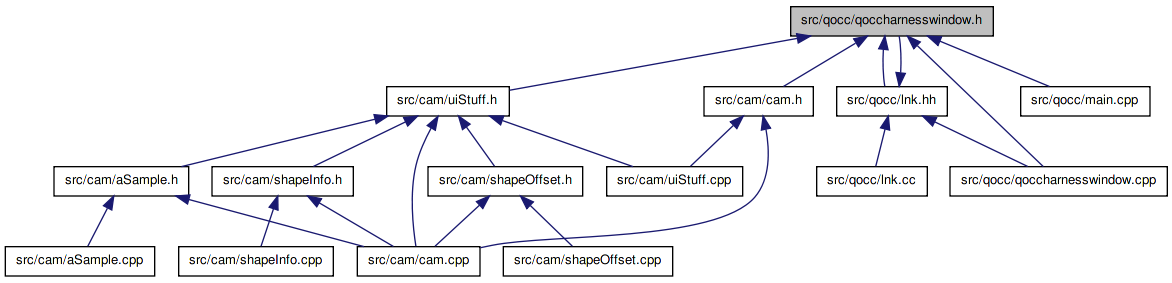 src/qocc/qoccharnesswindow.h
src/cam/uiStuff.h
src/cam/cam.h
src/qocc/lnk.hh
src/qocc/main.cpp
src/cam/aSample.h
src/cam/shapeInfo.h
src/cam/shapeOffset.h
src/cam/uiStuff.cpp
src/qocc/lnk.cc
src/qocc/qoccharnesswindow.cpp
src/cam/aSample.cpp
src/cam/shapeInfo.cpp
src/cam/cam.cpp
src/cam/shapeOffset.cpp